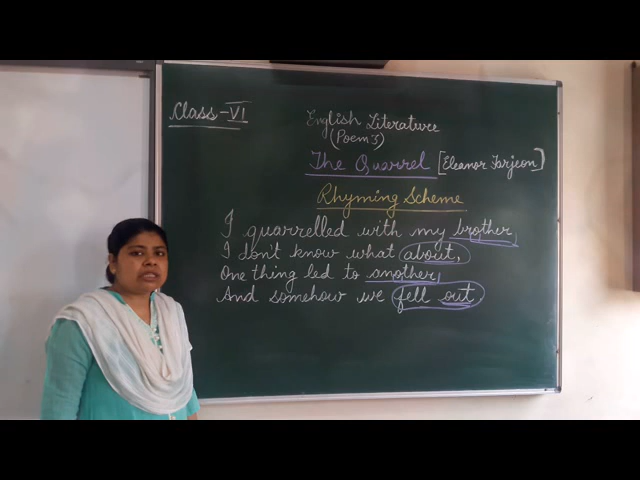 Class - VI
English Literature
(Poem's)
The Quarrel [Eleanor Farjeon]
Rhyming Scheme
I quarrelled with my brother,
I don't know what about,
One thing led to another,
And somehow we fell out.